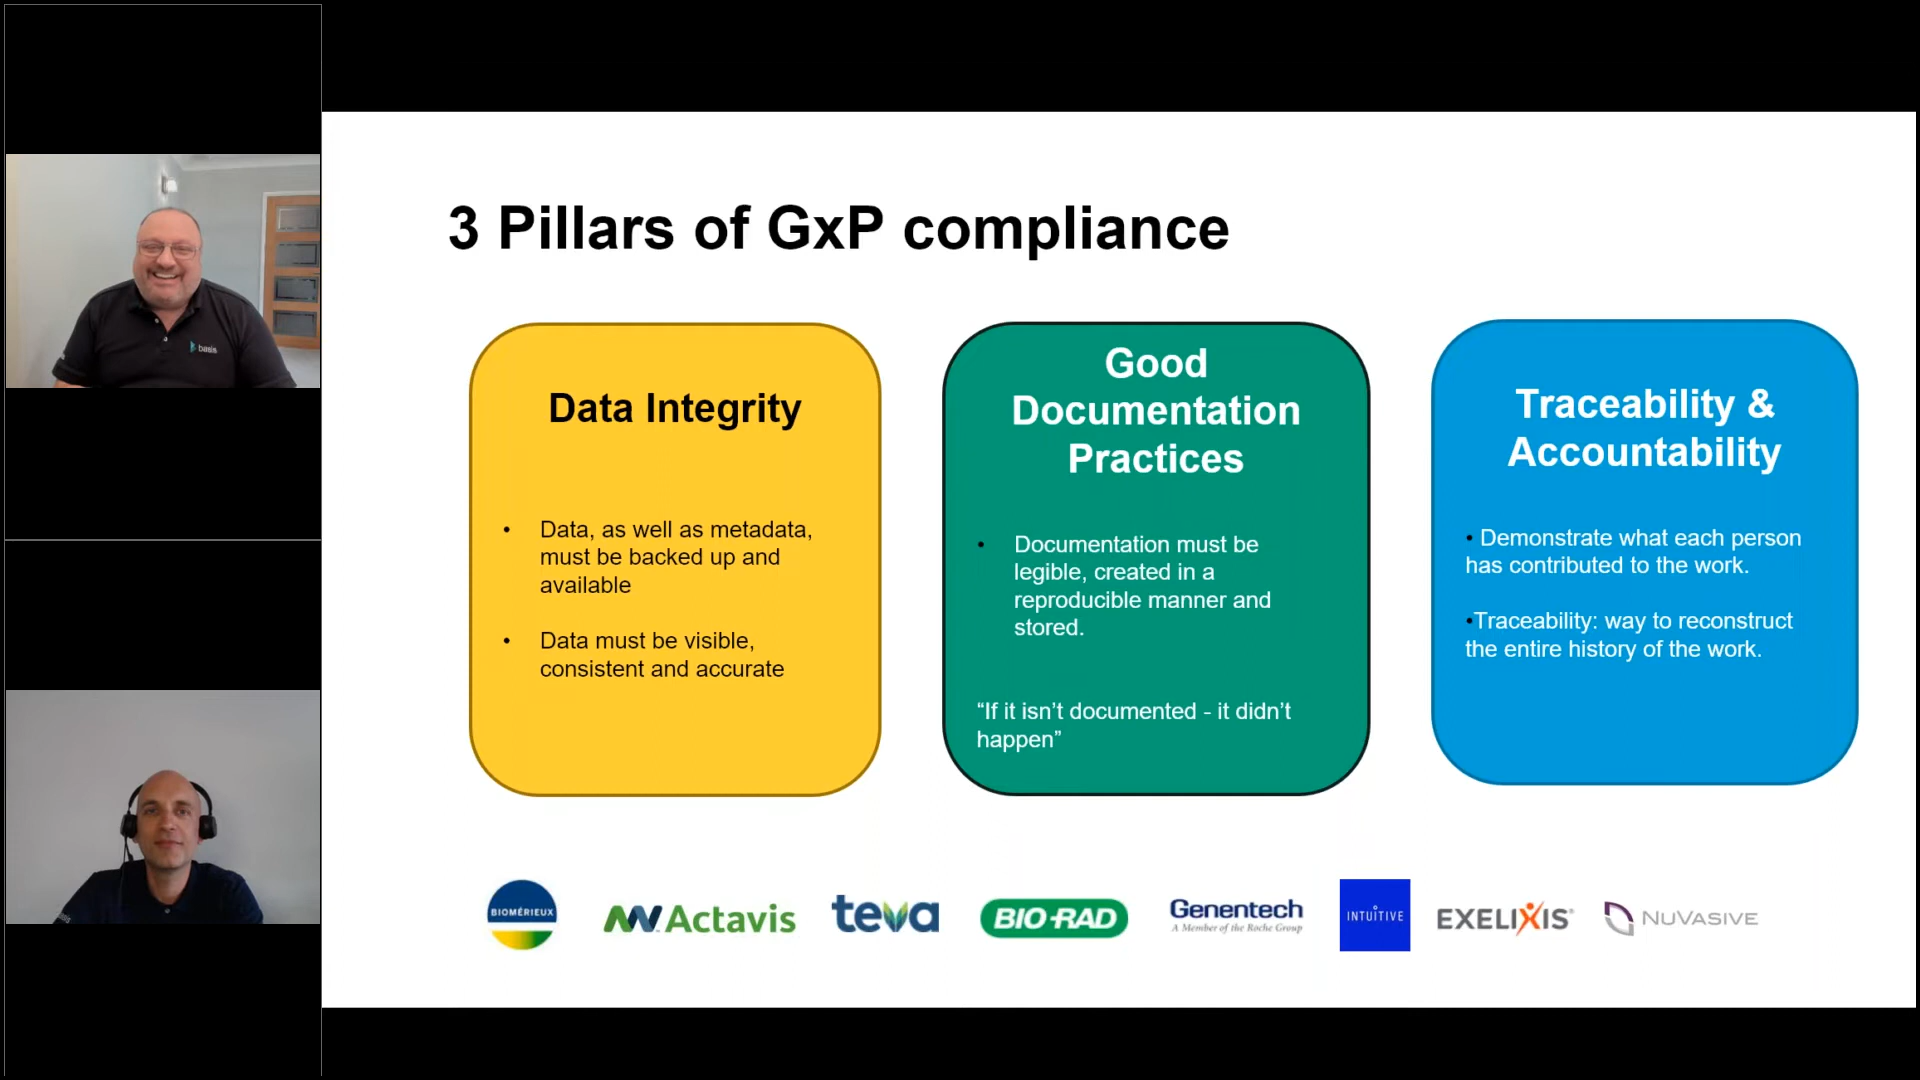 3 Pillars of GxP compliance
Data Integrity
• Data, as well as metadata,
must be backed up and
available
• Data must be visible,
consistent and accurate
Good
Documentation
Practices
• Documentation must be
legible, created in a
reproducible manner and
stored.
“If it isn’t documented - it didn’t
happen”
Traceability &
Accountability
• Demonstrate what each person
has contributed to the work.
•Traceability: way to reconstruct
the entire history of the work.
basis
BIOMÉRIEUX
Actavis
teva
BIO-RAD
Genentech
A Member of the Roche Group
INTUITIVE
EXELIXIS
NUVASIVE